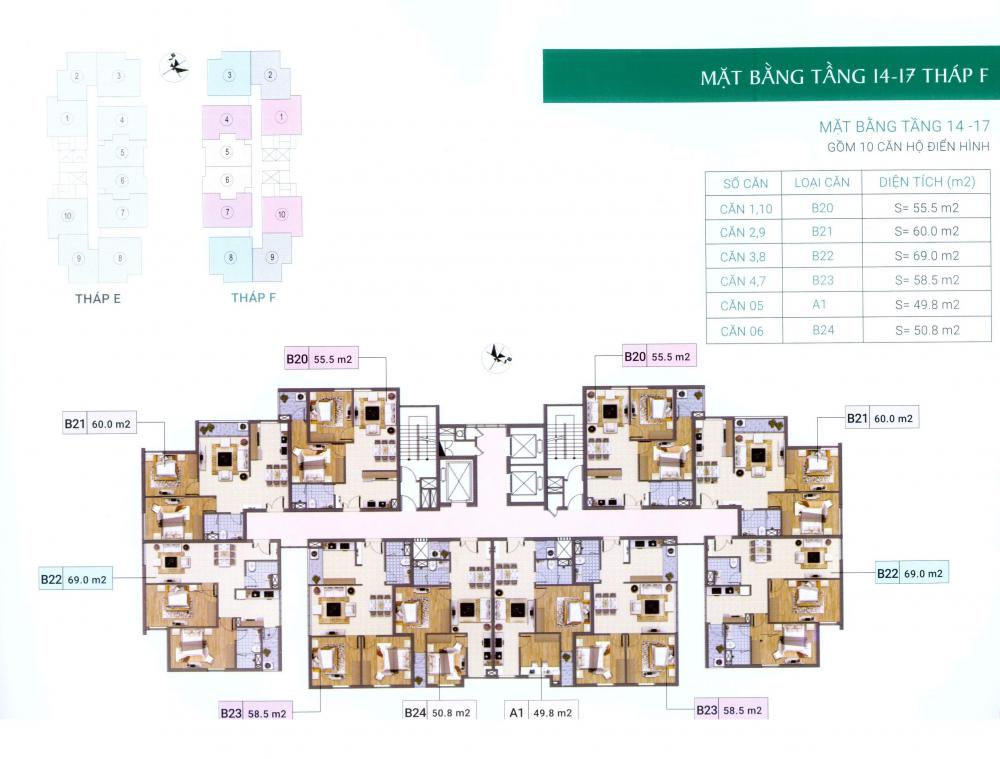 MẶT BẰNG TẦNG 14-17 THÁP F
MẶT BẰNG TẦNG 14 -17
GỒM 10 CĂN HỘ ĐIỂN HÌNH
SỐ CĂN LOẠI CĂN DIỆN TÍCH (m2)
CĂN 1,10 B20 S= 55.5 m2
CĂN 2,9 B21 S= 60.0 m2
CĂN 3,8 B22 S= 69.0 m2
CĂN 4,7 B23 S= 58.5 m2
CĂN 05 A1 S= 49.8 m2
CĂN 06 B24 S= 50.8 m2
2 3
1 4
5
6
10 7
9 8
THÁP E
3 2
4 1
5
6
7 10
8 9
THÁP F
B20 55.5 m2
B20 55.5 m2
B21 60.0 m2
B21 60.0 m2
B22 69.0 m2
B22 69.0 m2
B23 58.5 m2
B24 50.8 m2
A1 49.8 m2
B23 58.5 m2